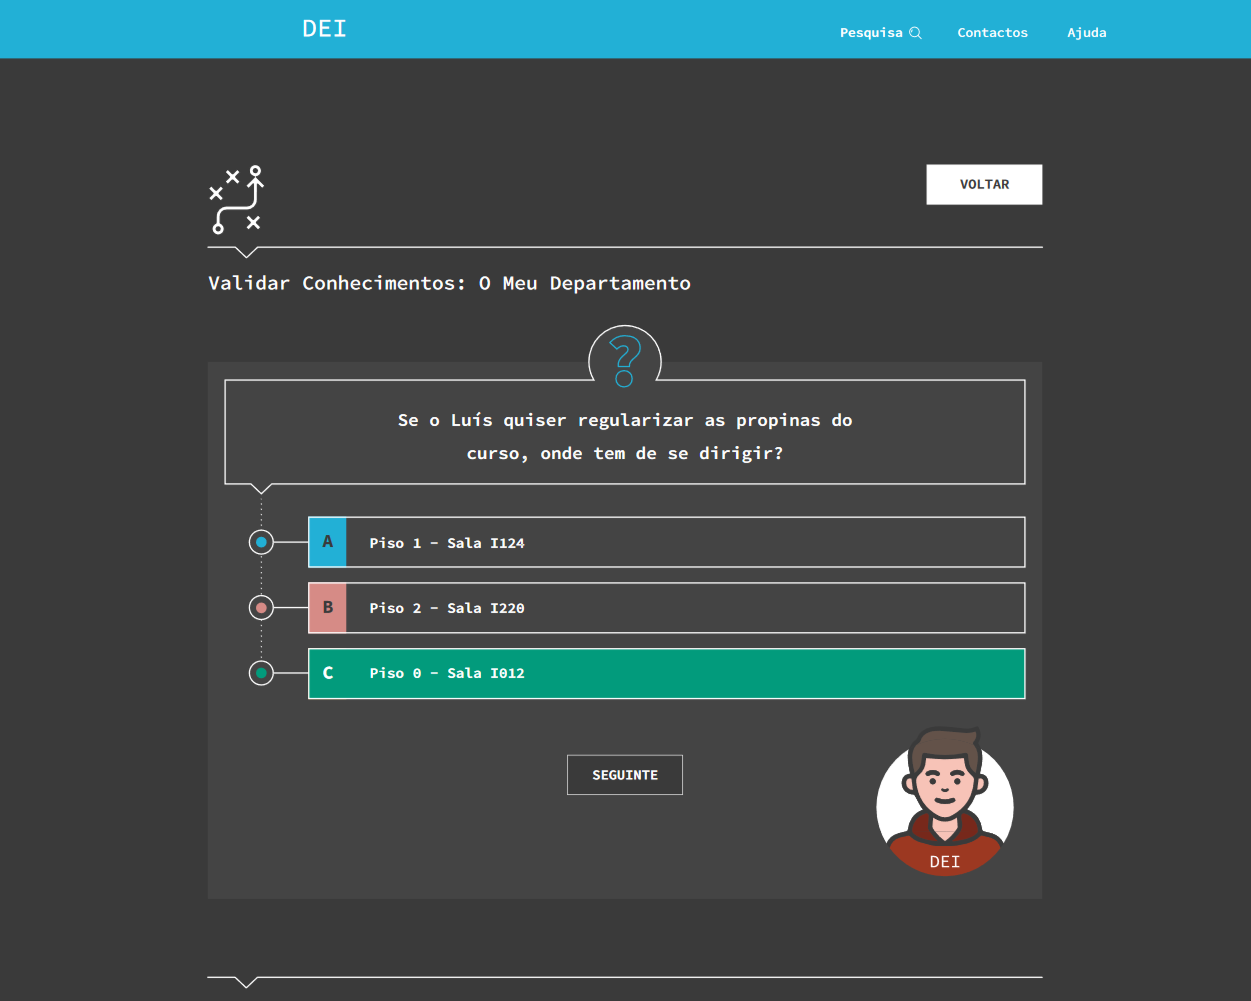 DEI
Pesquisa
Contactos
Ajuda
VOLTAR
Validar Conhecimentos: O Meu Departamento
?
Se o Luís quiser regularizar as propinas do
curso, onde tem de se dirigir?
A Piso 1 - Sala I124
B Piso 2 - Sala I220
C Piso 0 - Sala I012
SEGUINTE
DEI